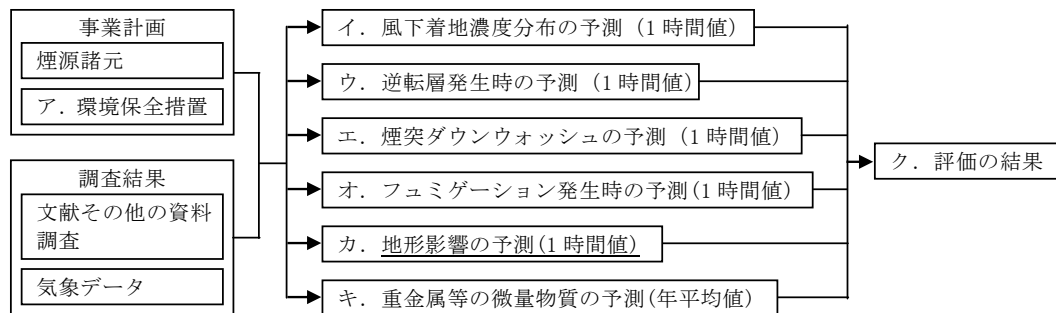 事業計画
煙源諸元
ア．環境保全措置
調査結果
文献その他の資料
調査
気象データ
イ．風下着地濃度分布の予測（1時間値）
ウ．逆転層発生時の予測（1時間値）
エ．煙突ダウンウォッシュの予測（1時間値）
オ．フュミゲーション発生時の予測(1時間値)
カ．地形影響の予測(1時間値)
キ．重金属等の微量物質の予測(年平均値)
ク．評価の結果